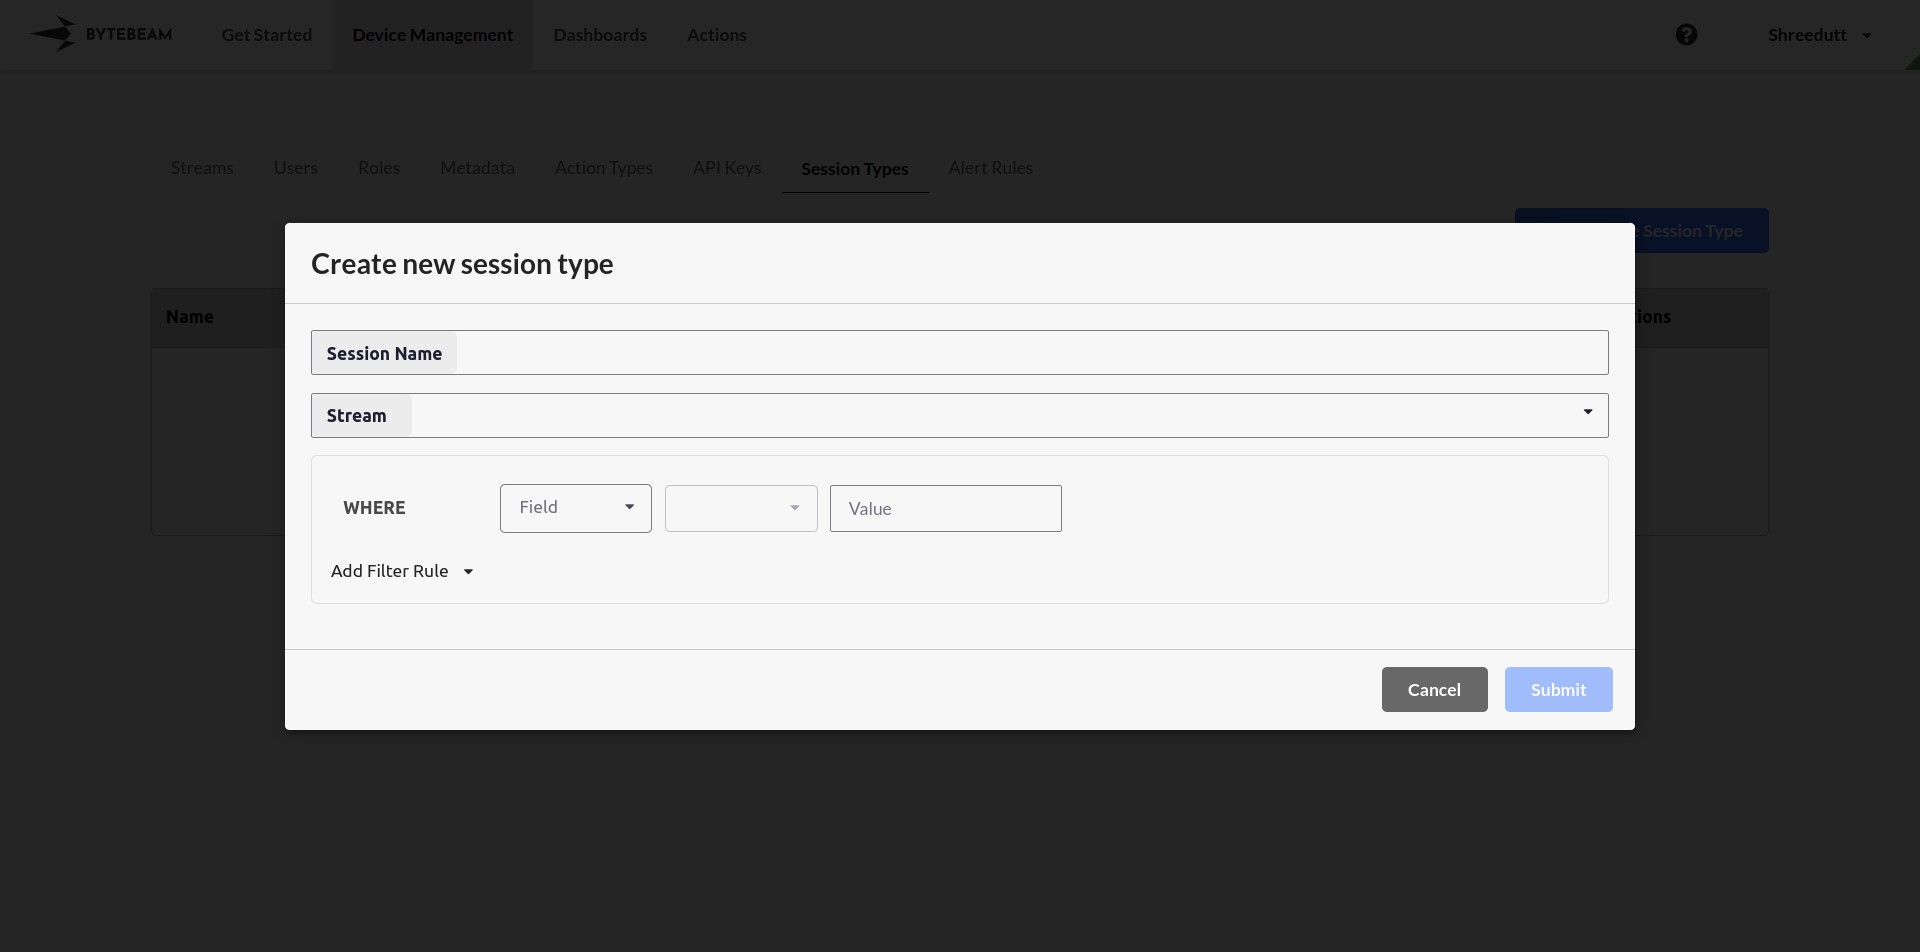 BYTEBEAM Get Started Device Management Dashboards Actions Shreedutt
Streams Users Roles Metadata Action Types API Keys Session Types Alert Rules
Session Type
Create new session type
Name
Session Name
Stream
WHERE Field Value
Add Filter Rule
Cancel Submit